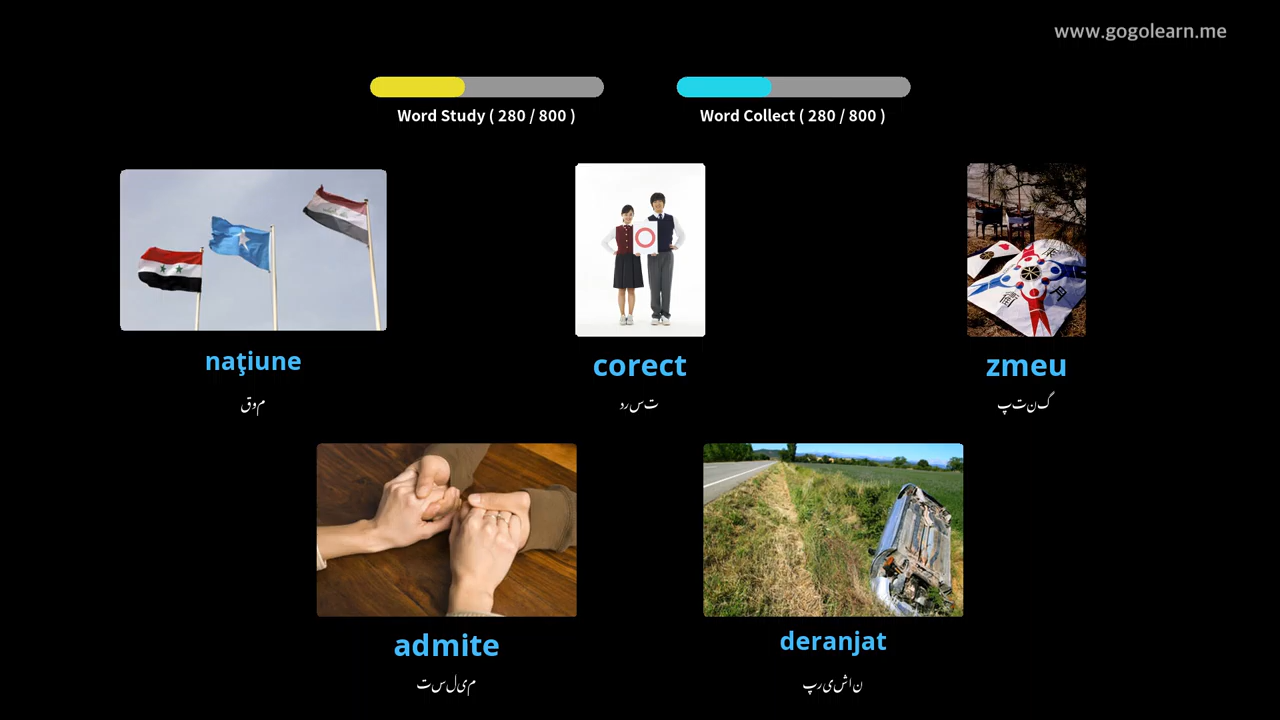 www.gogolearn.me
Word Study ( 280 / 800 )
Word Collect ( 280 / 800 )
naţiune
corect
zmeu
قوم
درست
پتنگ
admite
deranjat
تسلیم
پریشان